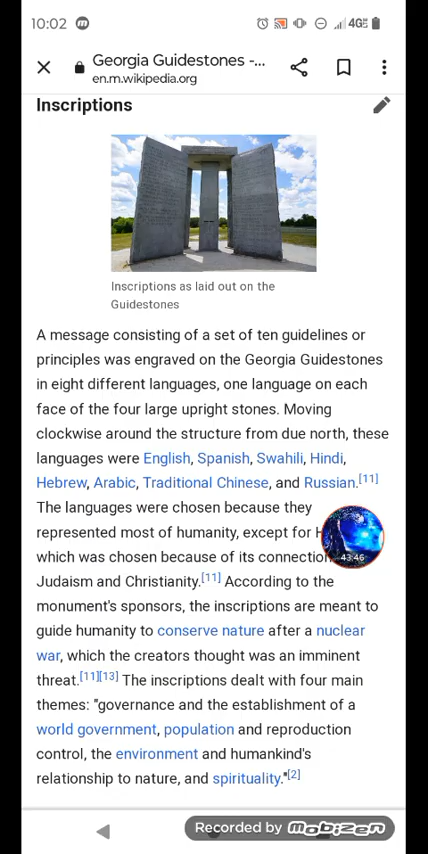 10:02
4G
Georgia Guidestones -...
en.m.wikipedia.org
Inscriptions
Inscriptions as laid out on the
Guidestones
A message consisting of a set of ten guidelines or
principles was engraved on the Georgia Guidestones
in eight different languages, one language on each
face of the four large upright stones. Moving
clockwise around the structure from due north, these
languages were English, Spanish, Swahili, Hindi,
Hebrew, Arabic, Traditional Chinese, and Russian.[11]
The languages were chosen because they
represented most of humanity, except for
which was chosen because of its connection
43:46
Judaism and Christianity.[11] According to the
monument's sponsors, the inscriptions are meant to
guide humanity to conserve nature after a nuclear
war, which the creators thought was an imminent
threat.[11][13] The inscriptions dealt with four main
themes: "governance and the establishment of a
world government, population and reproduction
control, the environment and humankind's
relationship to nature, and spirituality."[2]
Recorded by Mobizen